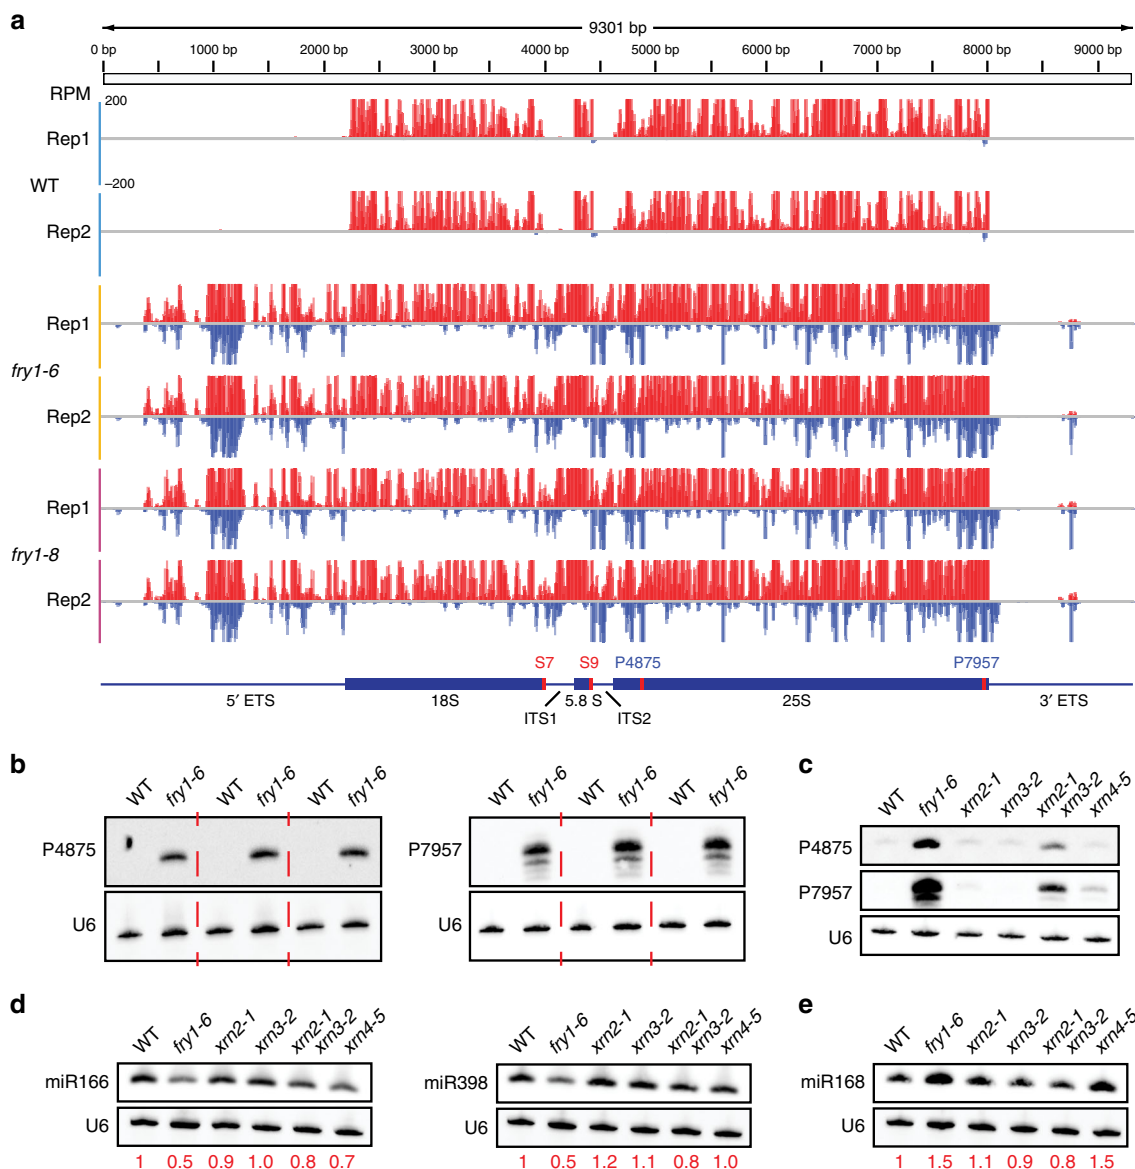 a
9301 bp
0 bp 1000 bp 2000 bp 3000 bp 4000 bp 5000 bp 6000 bp 7000 bp 8000 bp 9000 bp
RPM
200
Rep1
−200
WT
Rep2
Rep1
fry1-6
Rep2
Rep1
fry1-8
Rep2
S7 S9 P4875 P7957
5′ ETS 18S ITS1 5.8 S ITS2 25S 3′ ETS
b
WT fry1-6 WT fry1-6 WT fry1-6
P4875
U6
WT fry1-6 WT fry1-6 WT fry1-6
P7957
U6
c
WT fry1-6 xrn2-1 xrn3-2 xrn2-1 xrn3-2 xrn4-5
P4875
P7957
U6
d
WT fry1-6 xrn2-1 xrn3-2 xrn2-1 xrn3-2 xrn4-5
miR166
U6
1 0.5 0.9 1.0 0.8 0.7
WT fry1-6 xrn2-1 xrn3-2 xrn2-1 xrn3-2 xrn4-5
miR398
U6
1 0.5 1.2 1.1 0.8 1.0
e
WT fry1-6 xrn2-1 xrn3-2 xrn2-1 xrn3-2 xrn4-5
miR168
U6
1 1.5 1.1 0.9 0.8 1.5